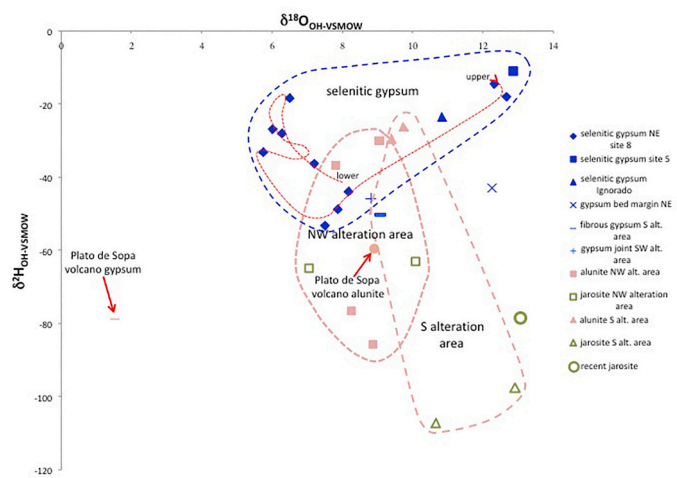 δ18OOH-VSMOW
0 2 4 6 8 10 12 14
0
-20
-40
-60
-80
-100
-120
δ2HOH-VSMOW
upper
selenitic gypsum
lower
NW alteration area
Plato de Sopa
volcano gypsum
Plato de Sopa
volcano alunite
S alteration
area
selenitic gypsum NE
site 8
selenitic gypsum site 5
selenitic gypsum
Ignorado
gypsum bed margin NE
fibrous gypsum S alt.
area
gypsum joint SW alt.
area
alunite NW alt. area
jarosite NW alteration
area
alunite S alt. area
jarosite S alt. area
recent jarosite